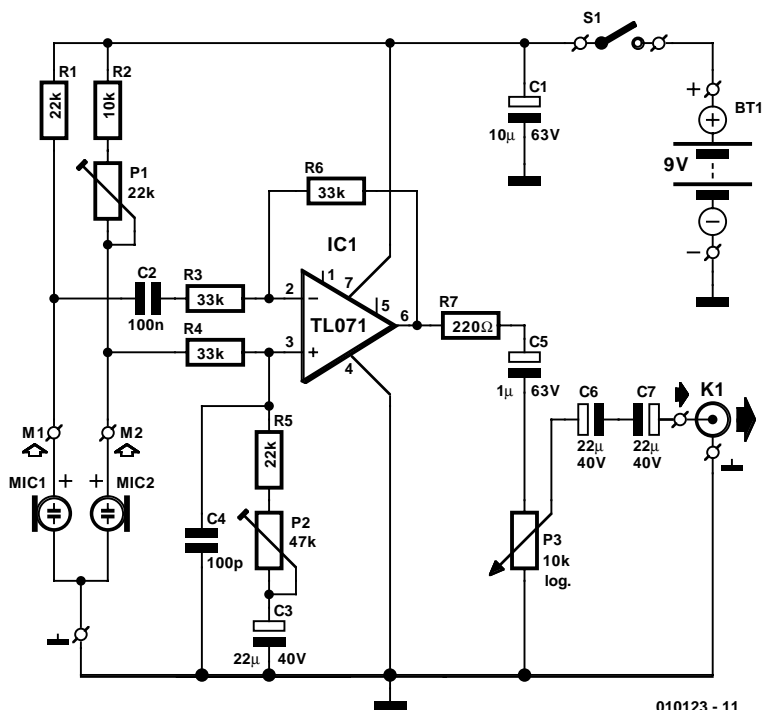 S1
R1
22k
R2
10k
P1
22k
C1
10μ 63V
+
BT1
9V
–
R6
33k
IC1
C2
100n
R3
33k
R4
33k
2
–
1
7
5
TL071
3
+
4
6
R7
220Ω
C5
1μ 63V
C6
22μ
40V
C7
22μ
40V
K1
M1
M2
MIC1 +
+ MIC2
R5
22k
C4
100p
P2
47k
C3
22μ 40V
P3
10k
log.
010123 - 11